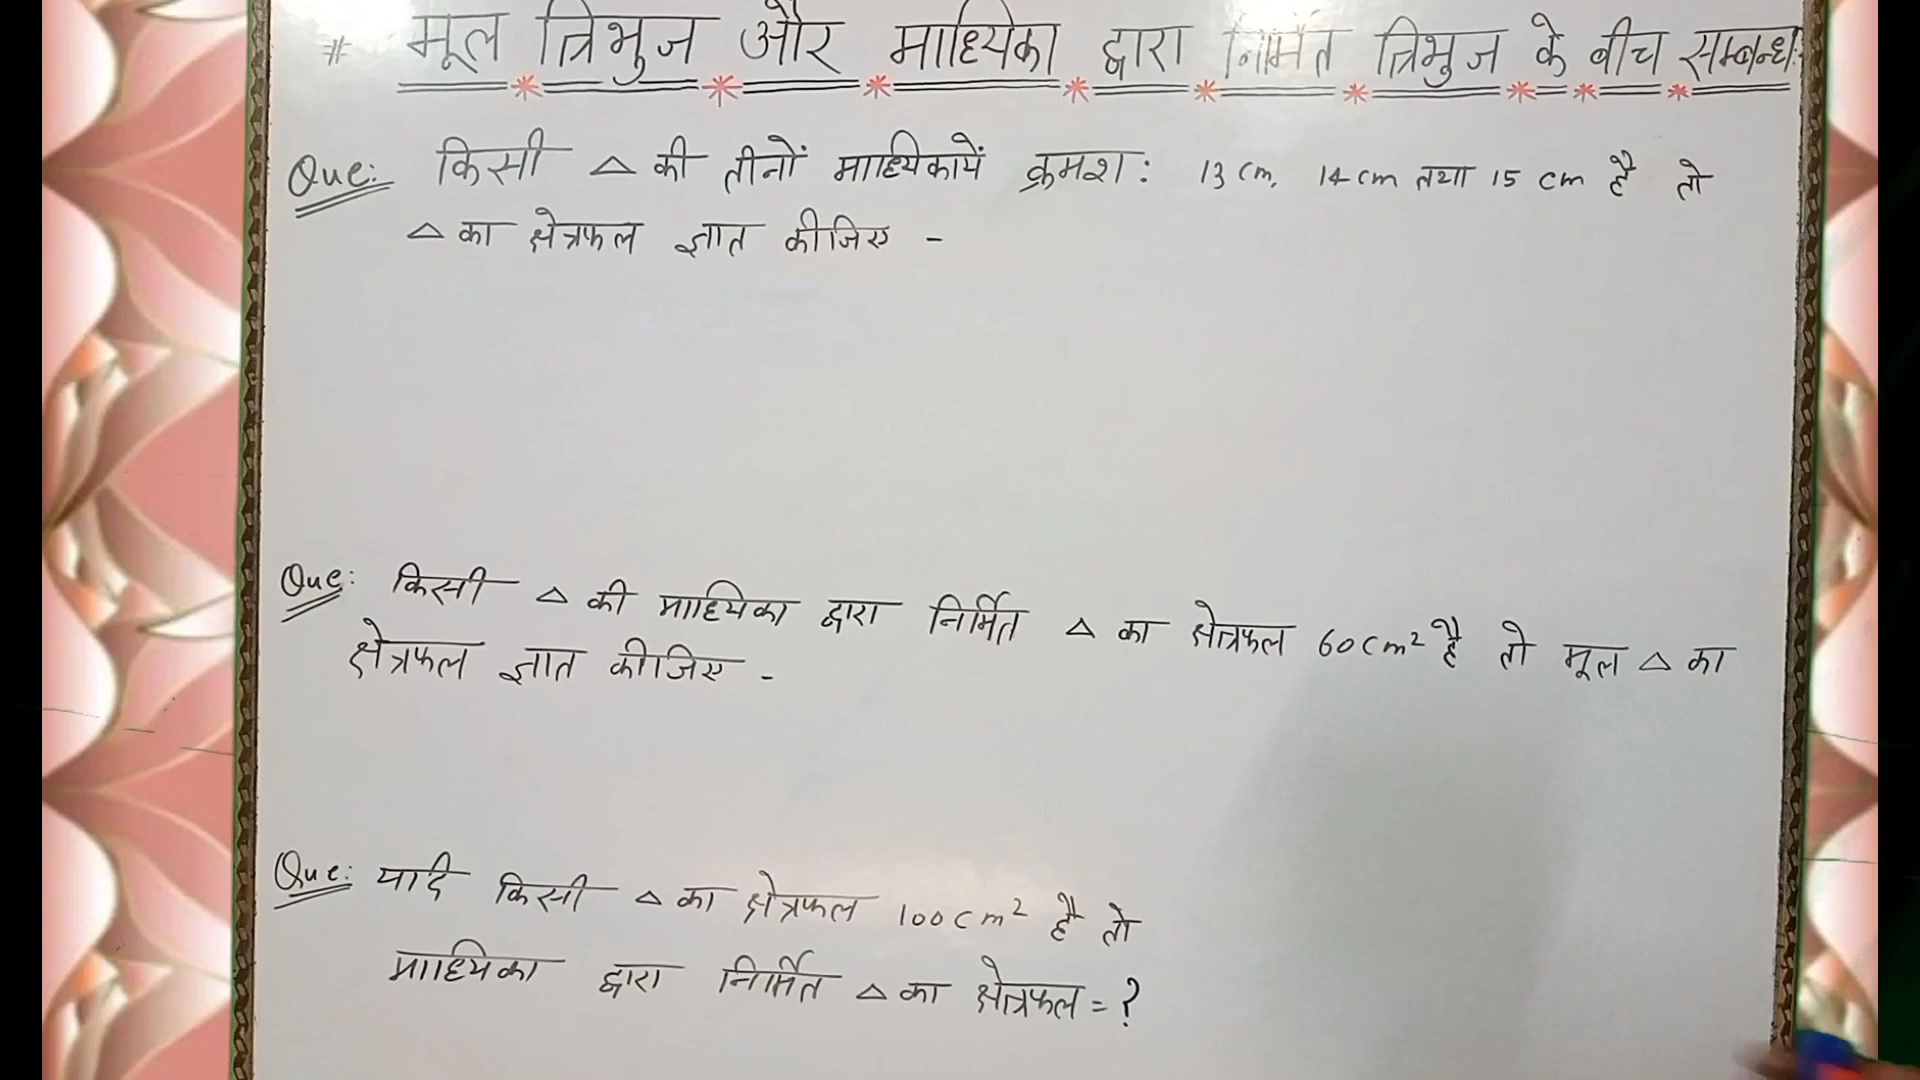 # मूल त्रिभुज और माध्यिका द्वारा निर्मित त्रिभुज के बीच सम्बन्धः
Que: किसी △ की तीनों माध्यिकायें क्रमशः 13 cm, 14 cm तथा 15 cm है तो
△ का क्षेत्रफल ज्ञात कीजिए -
Que: किसी △ की माध्यिका द्वारा निर्मित △ का क्षेत्रफल 60 cm² है तो मूल △ का
क्षेत्रफल ज्ञात कीजिए -
Que: यदि किसी △ का क्षेत्रफल 100 cm² है तो
माध्यिका द्वारा निर्मित △ का क्षेत्रफल = ?